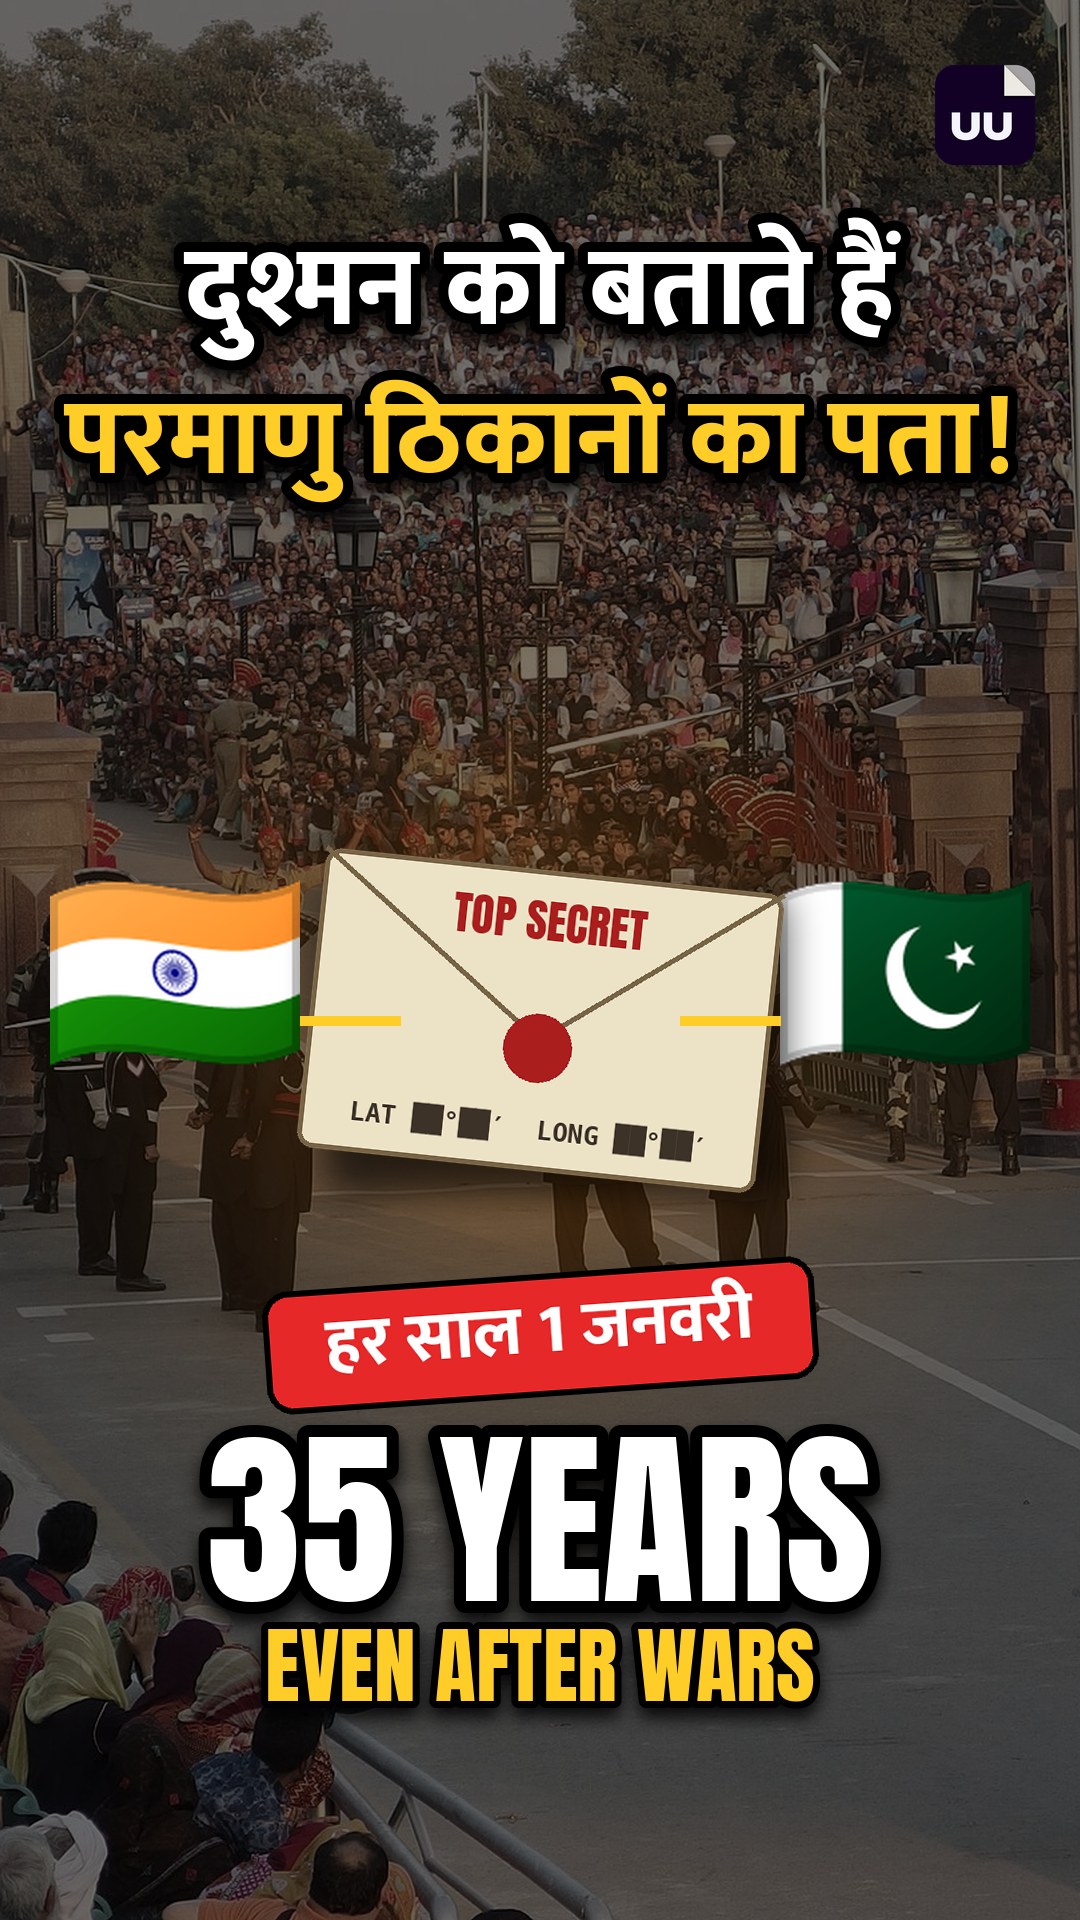 UU
दुश्मन को बताते हैं
परमाणु ठिकानों का पता!
TOP SECRET
LAT ██°██′ LONG ██°██′
हर साल 1 जनवरी
35 YEARS
EVEN AFTER WARS